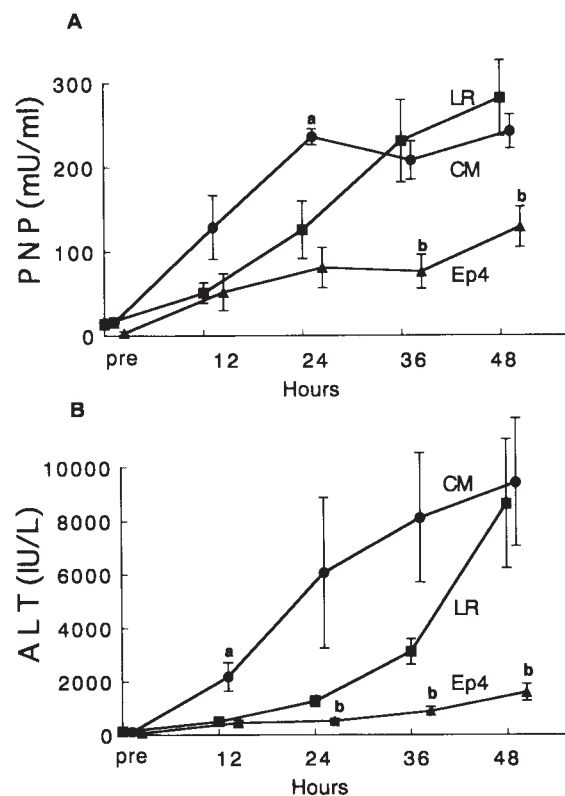 A
PNP (mU/ml)
300
200
100
0
a
b
b
LR
CM
Ep4
pre 12 24 36 48
Hours
B
ALT (IU/L)
10000
8000
6000
4000
2000
0
a
b
b
b
CM
LR
Ep4
pre 12 24 36 48
Hours